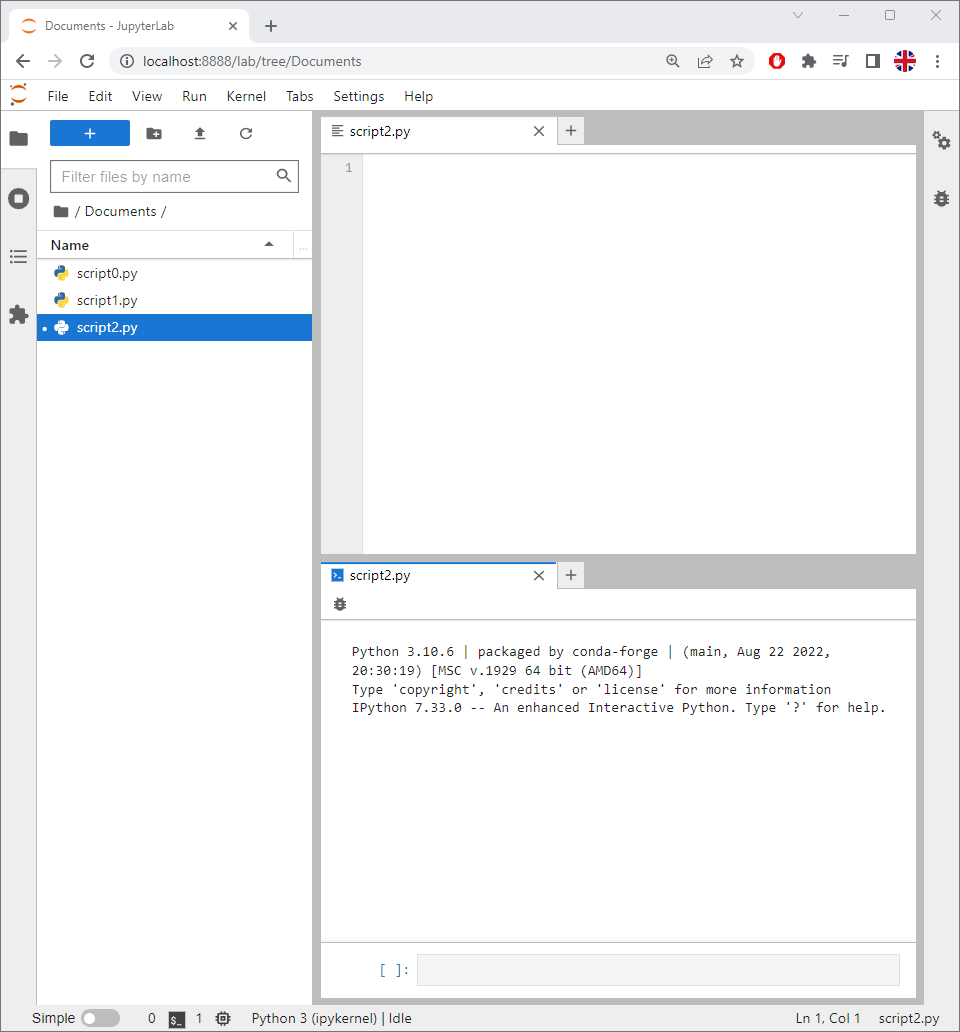 Documents - JupyterLab
localhost:8888/lab/tree/Documents
File Edit View Run Kernel Tabs Settings Help
+
Filter files by name
/ Documents /
Name ...
script0.py
script1.py
• script2.py
script2.py
1
script2.py
Python 3.10.6 | packaged by conda-forge | (main, Aug 22 2022,
20:30:19) [MSC v.1929 64 bit (AMD64)]
Type 'copyright', 'credits' or 'license' for more information
IPython 7.33.0 -- An enhanced Interactive Python. Type '?' for help.
[ ]:
Simple 0 $_ 1 Python 3 (ipykernel) | Idle Ln 1, Col 1 script2.py